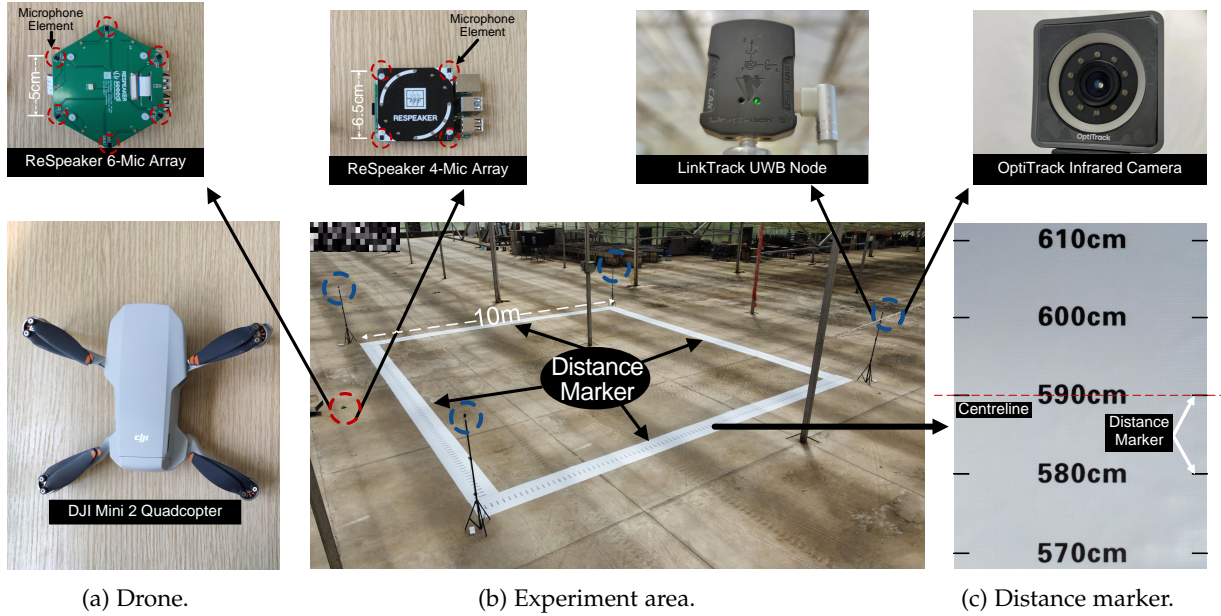 Microphone
Element
5cm
ReSpeaker 6-Mic Array
Microphone
Element
6.5cm
RESPEAKER
ReSpeaker 4-Mic Array
LinkTrack UWB Node
OptiTrack
OptiTrack Infrared Camera
dji
DJI Mini 2 Quadcopter
10m
Distance
Marker
610cm
600cm
590cm
Centreline
Distance
Marker
580cm
570cm
(a) Drone.
(b) Experiment area.
(c) Distance marker.